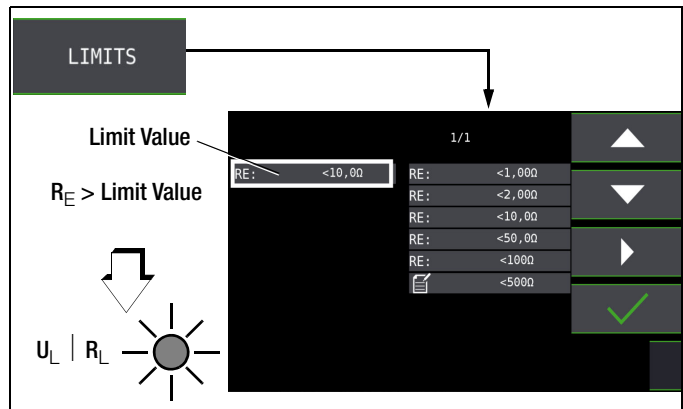 LIMITS
Limit Value
1/1
RE: <10,0Ω
RE: <1,00Ω
RE: <2,00Ω
RE: <10,0Ω
RE: <50,0Ω
RE: <100Ω
<500Ω
RE > Limit Value
UL | RL